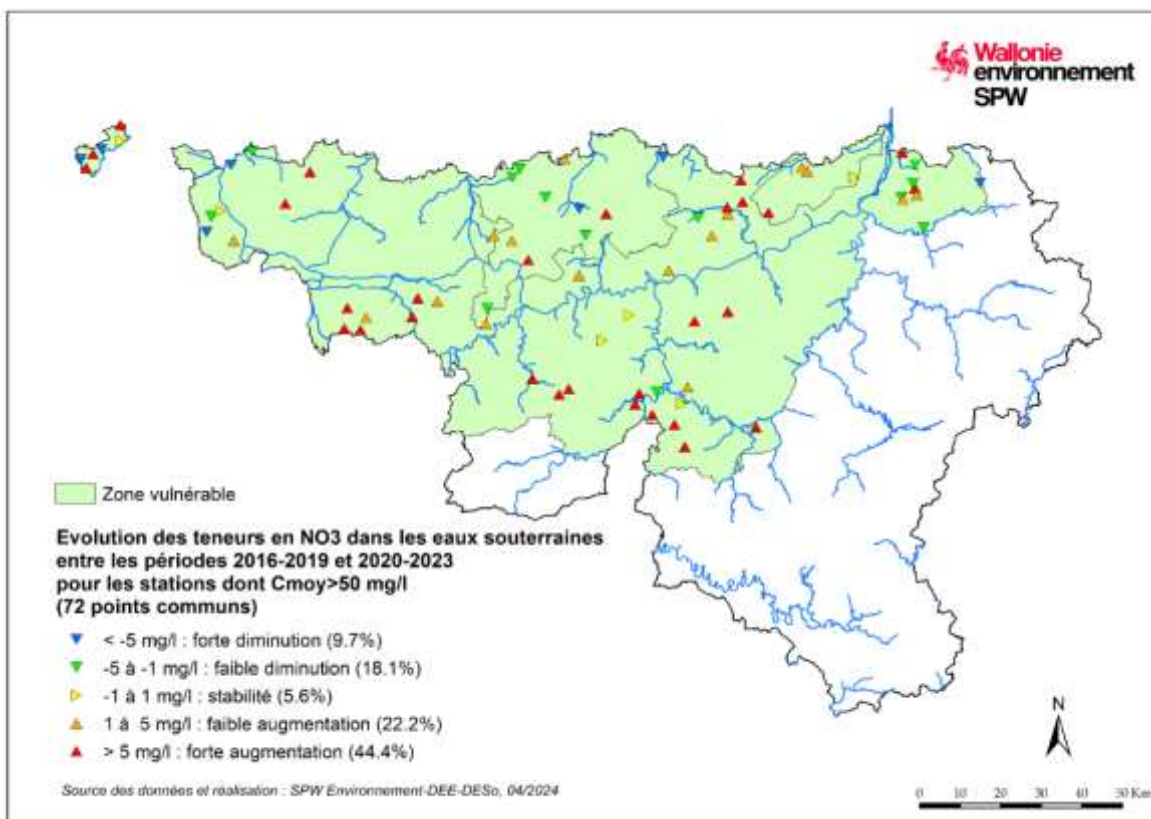 Wallonie
environnement
SPW
Zone vulnérable
Evolution des teneurs en NO3 dans les eaux souterraines
entre les périodes 2016-2019 et 2020-2023
pour les stations dont Cmoy>50 mg/l
(72 points communs)
< -5 mg/l : forte diminution (9.7%)
-5 à -1 mg/l : faible diminution (18.1%)
-1 à 1 mg/l : stabilité (5.6%)
1 à 5 mg/l : faible augmentation (22.2%)
> 5 mg/l : forte augmentation (44.4%)
Source des données et réalisation : SPW Environnement-DEE-DESo, 04/2024
N
0 10 20 30 40 50 Km